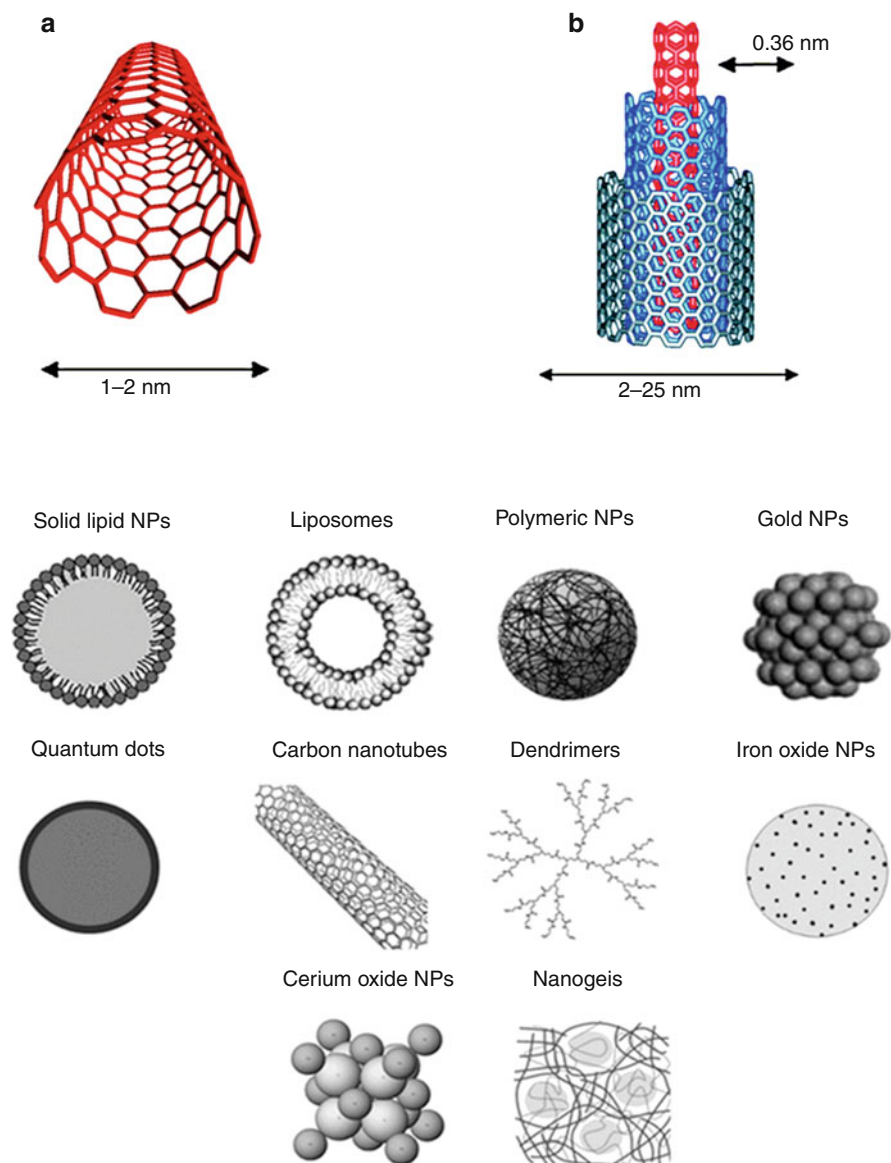 a
b
0.36 nm
1–2 nm
2–25 nm
Solid lipid NPs
Liposomes
Polymeric NPs
Gold NPs
Quantum dots
Carbon nanotubes
Dendrimers
Iron oxide NPs
Cerium oxide NPs
Nanogeis